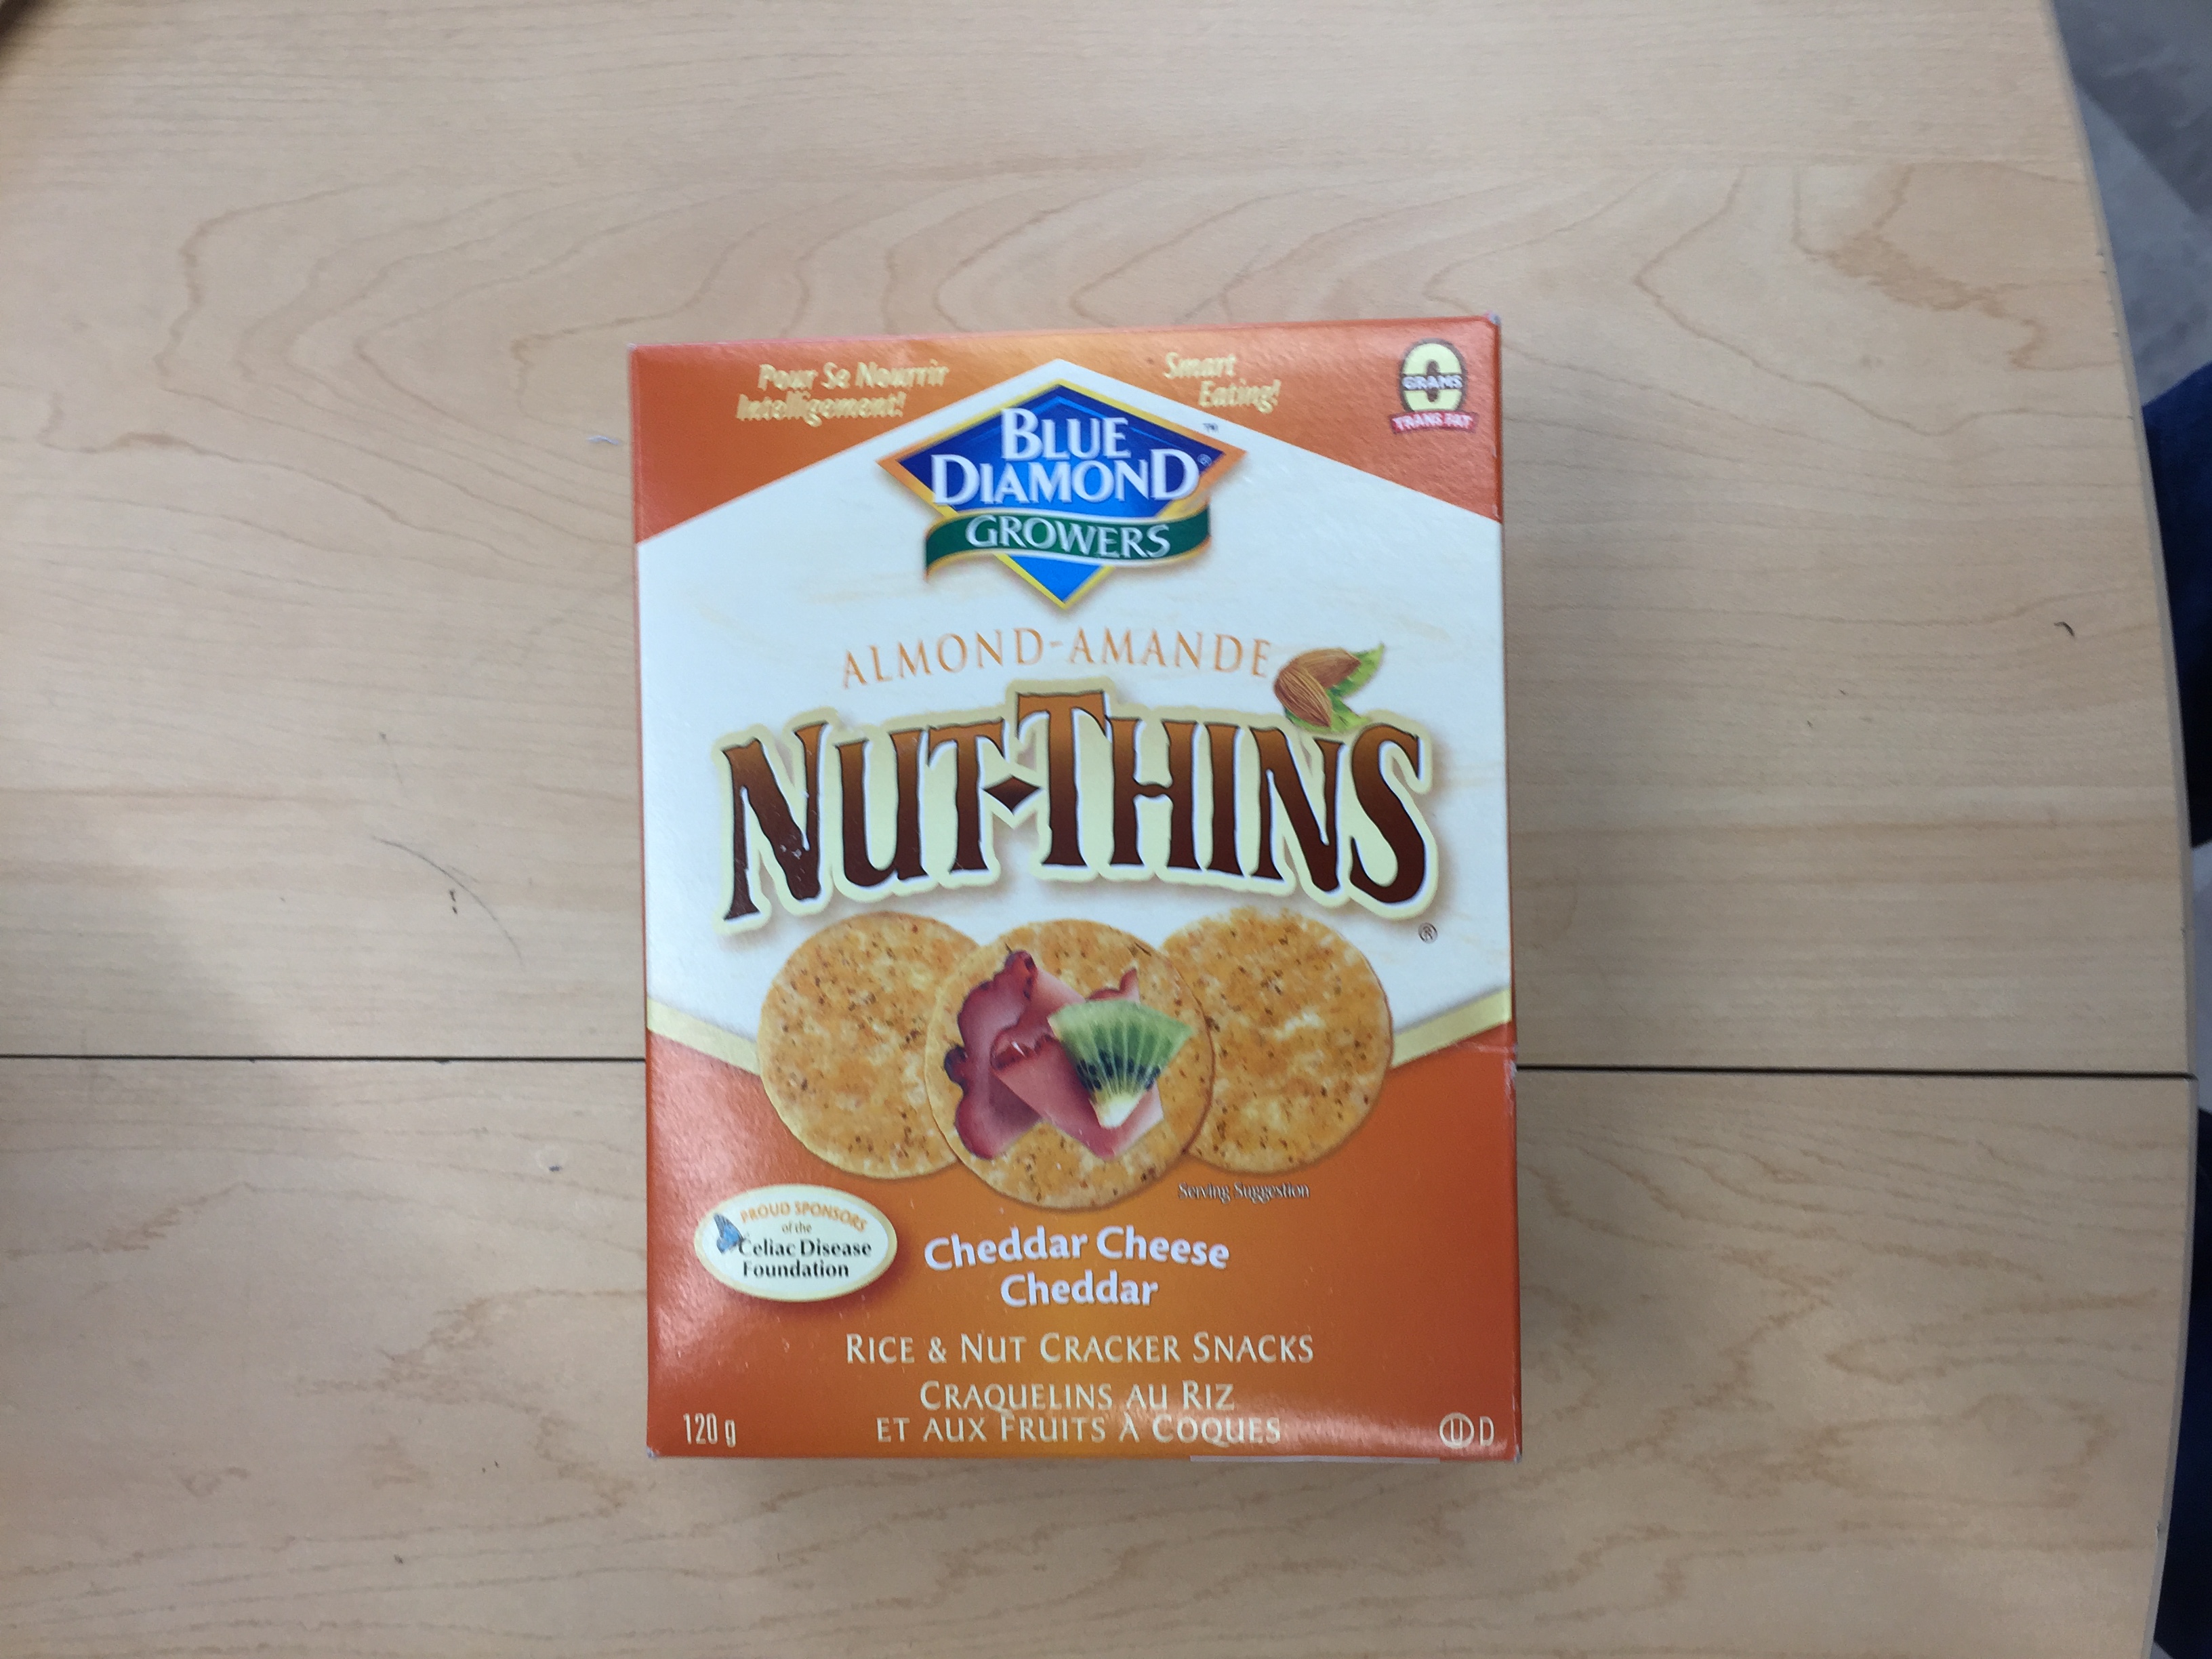 Pour Se Nourrir
Intelligemment!
Smart
Eating!
0
GRAMS
TRANS FAT
BLUE
DIAMOND®
GROWERS
™
ALMOND-AMANDE
NUT-THINS®
Serving Suggestion
PROUD SPONSORS
of the
Celiac Disease
Foundation
Cheddar Cheese
Cheddar
RICE & NUT CRACKER SNACKS
CRAQUELINS AU RIZ
ET AUX FRUITS À COQUES
120 g
Ⓤ D